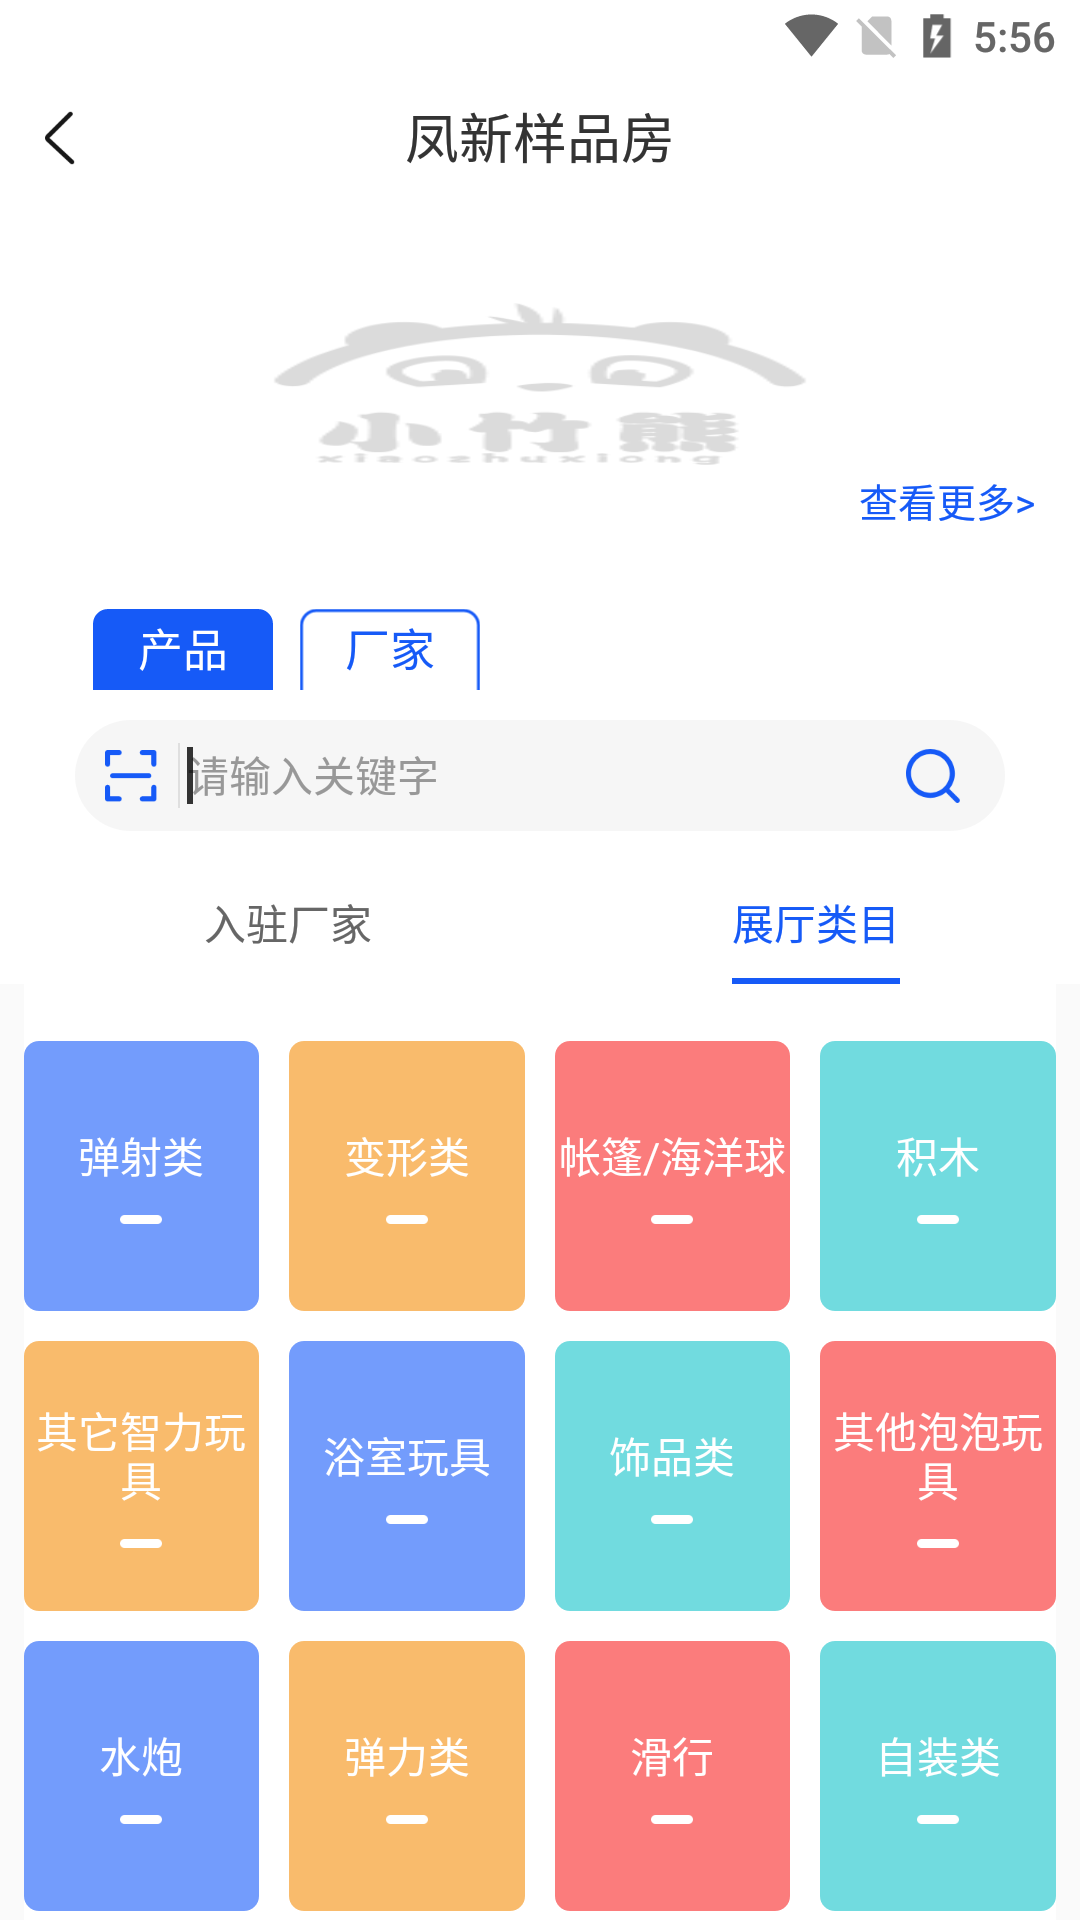 5:56
凤新样品房
小竹熊
xiaozhuxiong
查看更多>
产品
厂家
请输入关键字
入驻厂家
展厅类目
弹射类
变形类
帐篷/海洋球
积木
其它智力玩
具
浴室玩具
饰品类
其他泡泡玩
具
水炮
弹力类
滑行
自装类